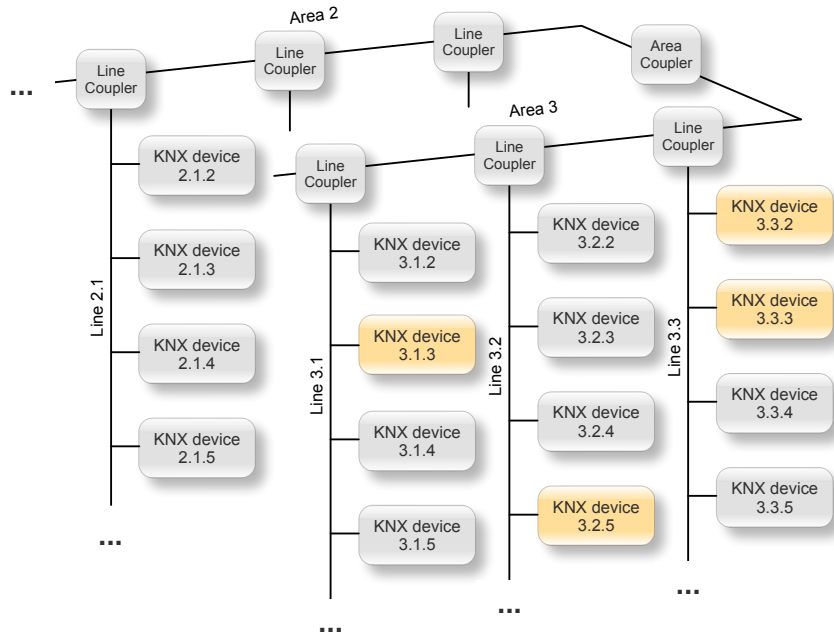 Area 2
Line
Coupler
Line
Coupler
Line
Coupler
Area
Coupler
...
Line 2.1
KNX device
2.1.2
KNX device
2.1.3
KNX device
2.1.4
KNX device
2.1.5
...
Area 3
Line
Coupler
Line
Coupler
Line
Coupler
Line 3.1
KNX device
3.1.2
KNX device
3.1.3
KNX device
3.1.4
KNX device
3.1.5
...
Line 3.2
KNX device
3.2.2
KNX device
3.2.3
KNX device
3.2.4
KNX device
3.2.5
...
Line 3.3
KNX device
3.3.2
KNX device
3.3.3
KNX device
3.3.4
KNX device
3.3.5
...